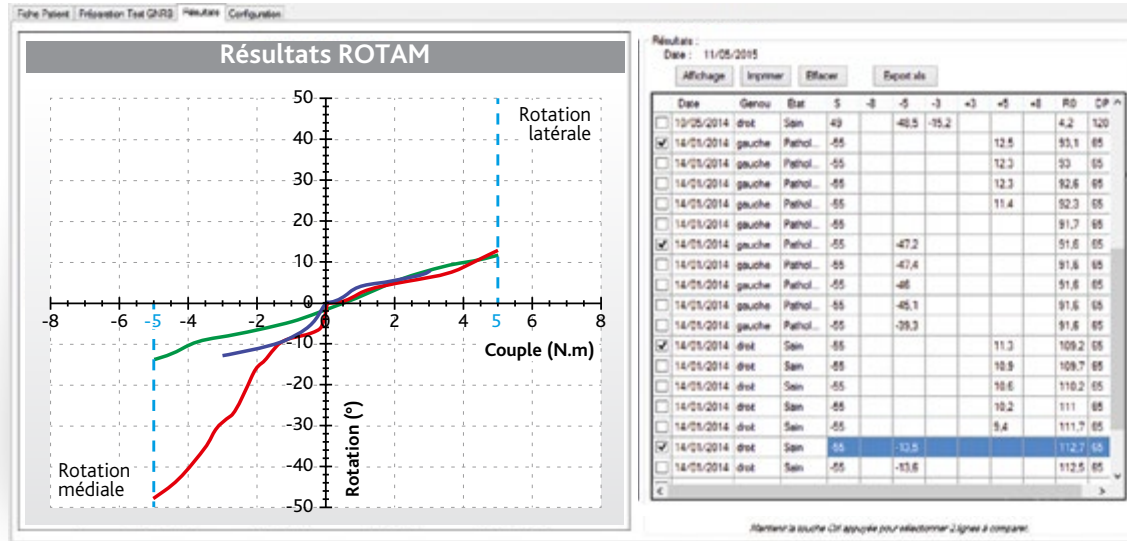 Fiche Patient Préparation Test GNRB Résultats Configuration
Résultats ROTAM
50
40
30
20
10
0
-10
-20
-30
-40
-50
-8 -6 -5 -4 -2 0 2 4 5 6 8
Rotation
latérale
Couple (N.m)
Rotation (º)
Rotation
médiale
Résultats :
Date : 11/05/2015
Affichage Imprimer Effacer Export xls
Date Genou Etat S -8 -5 -3 +3 +5 +8 R0 DP
droit Sain 49 -48,5 -15,2 4,2 120
14/01/2014 gauche Pathol... -55 12.5 93,1 65
14/01/2014 gauche Pathol... -55 12.3 93 65
14/01/2014 gauche Pathol... -55 12.3 92,6 65
14/01/2014 gauche Pathol... -55 11.4 92,3 65
14/01/2014 gauche Pathol... -55 91,7 65
14/01/2014 gauche Pathol... -55 -47,2 91,6 65
14/01/2014 gauche Pathol... -55 -47,4 91,6 65
14/01/2014 gauche Pathol... -55 -46 91,6 65
14/01/2014 gauche Pathol... -55 -45,1 91,6 65
14/01/2014 gauche Pathol... -55 -39,3 91,6 65
14/01/2014 droit Sain -55 11.3 109,2 65
14/01/2014 droit Sain -55 10,9 109,7 65
14/01/2014 droit Sain -55 10,6 110,2 65
14/01/2014 droit Sain -55 10,2 111 65
14/01/2014 droit Sain -55 9,4 111,7 65
14/01/2014 droit Sain -55 -13,5 112,7 65
14/01/2014 droit Sain -55 -13,6 112,5 65
Maintenir la touche Ctrl appuyée pour sélectionner 2 lignes à comparer.